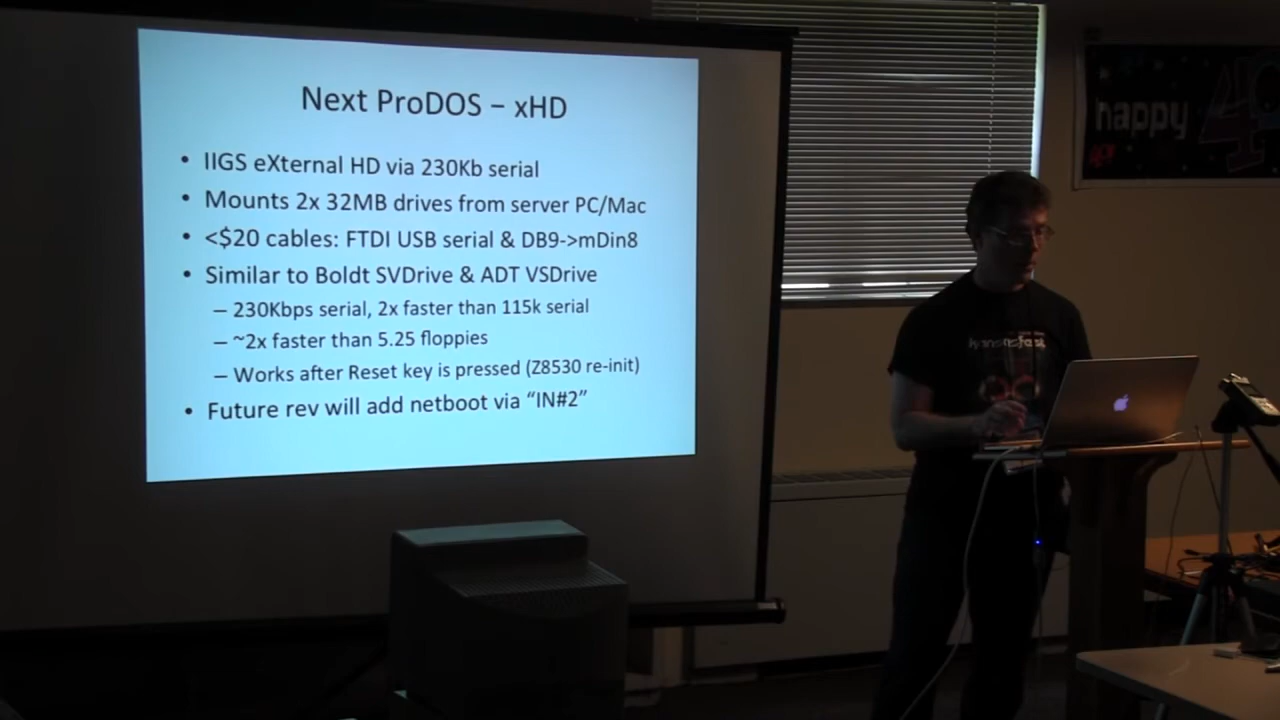 Next ProDOS – xHD
• IIGS eXternal HD via 230Kb serial
• Mounts 2x 32MB drives from server PC/Mac
• <$20 cables: FTDI USB serial & DB9->mDin8
• Similar to Boldt SVDrive & ADT VSDrive
– 230Kbps serial, 2x faster than 115k serial
– ~2x faster than 5.25 floppies
– Works after Reset key is pressed (Z8530 re-init)
• Future rev will add netboot via “IN#2”
happy